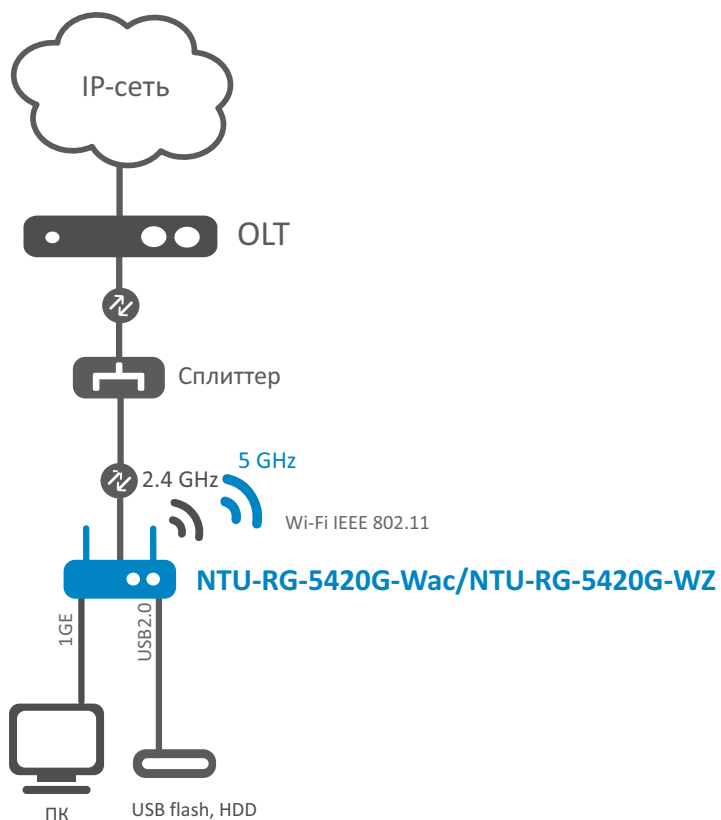 IP-сеть
OLT
Сплиттер
5 GHz
2.4 GHz
Wi-Fi IEEE 802.11
NTU-RG-5420G-Wac/NTU-RG-5420G-WZ
1GE
USB2.0
ПК
USB flash, HDD